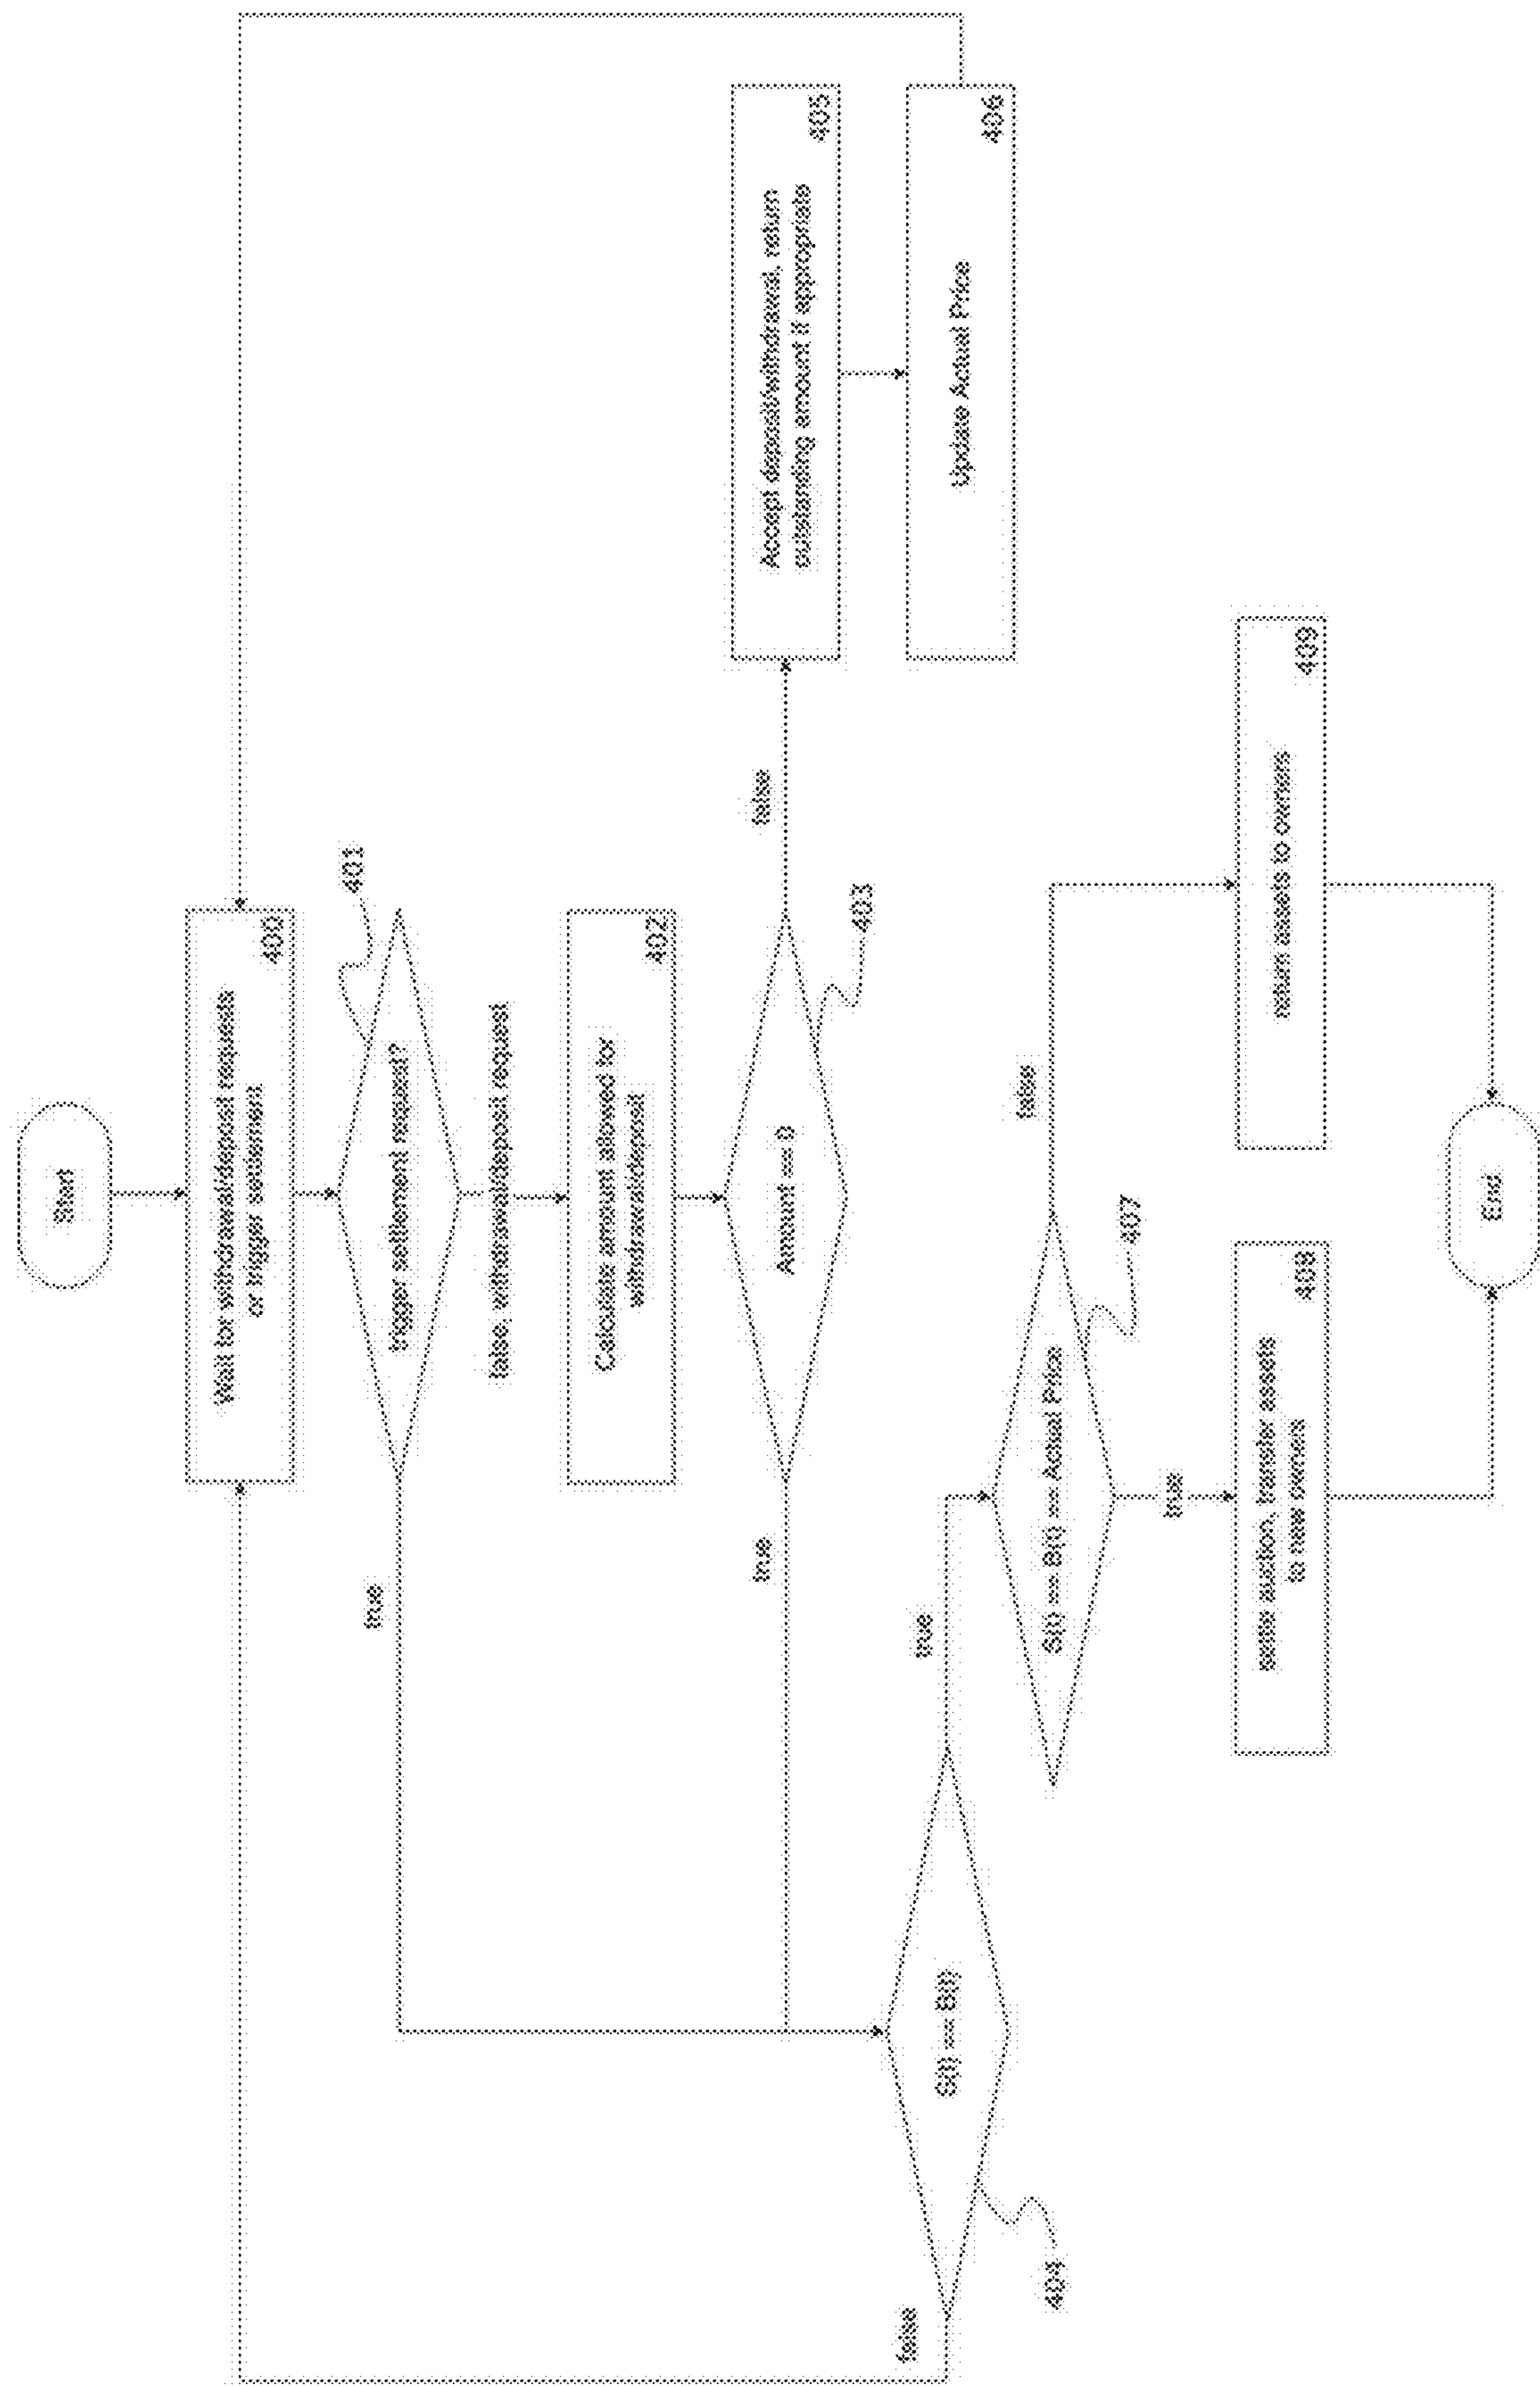 Start
Wait for withdrawal/deposit requests
or trigger settlement
400
401
trigger settlement request?
true
false, withdrawal/deposit request
Calculate amount allowed for
withdrawal/deposit
402
Amount == 0
403
true
false
Accept deposit/withdrawal, return
outstanding amount if appropriate
405
Update Actual Price
406
S(t) == B(t)
404
false
true
S(t) == B(t) == Actual Price
407
true
false
settle auction, transfer assets
to new owners
408
return assets to owners
409
End